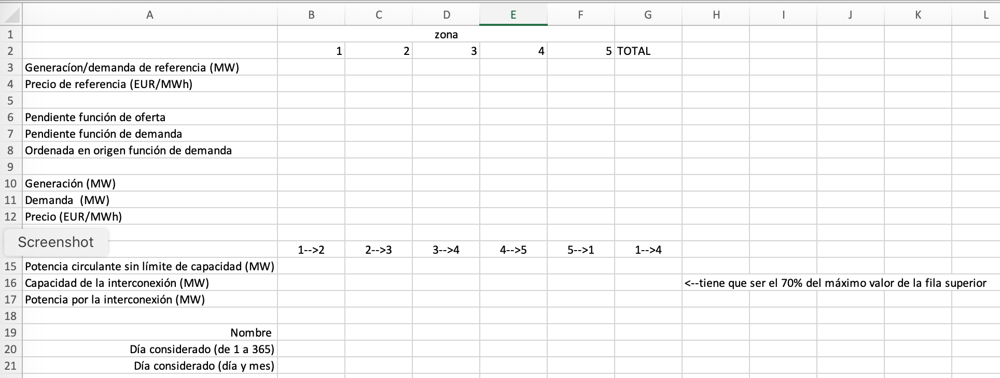 A B C D E F G H I J K L
1 zona
2 1 2 3 4 5 TOTAL
3 Generacíon/demanda de referencia (MW)
4 Precio de referencia (EUR/MWh)
5
6 Pendiente función de oferta
7 Pendiente función de demanda
8 Ordenada en origen función de demanda
9
10 Generación (MW)
11 Demanda  (MW)
12 Precio (EUR/MWh)
Screenshot
1-->2 2-->3 3-->4 4-->5 5-->1 1-->4
15 Potencia circulante sin límite de capacidad (MW)
16 Capacidad de la interconexión (MW) <--tiene que ser el 70% del máximo valor de la fila superior
17 Potencia por la interconexión (MW)
18
19 Nombre
20 Día considerado (de 1 a 365)
21 Día considerado (día y mes)